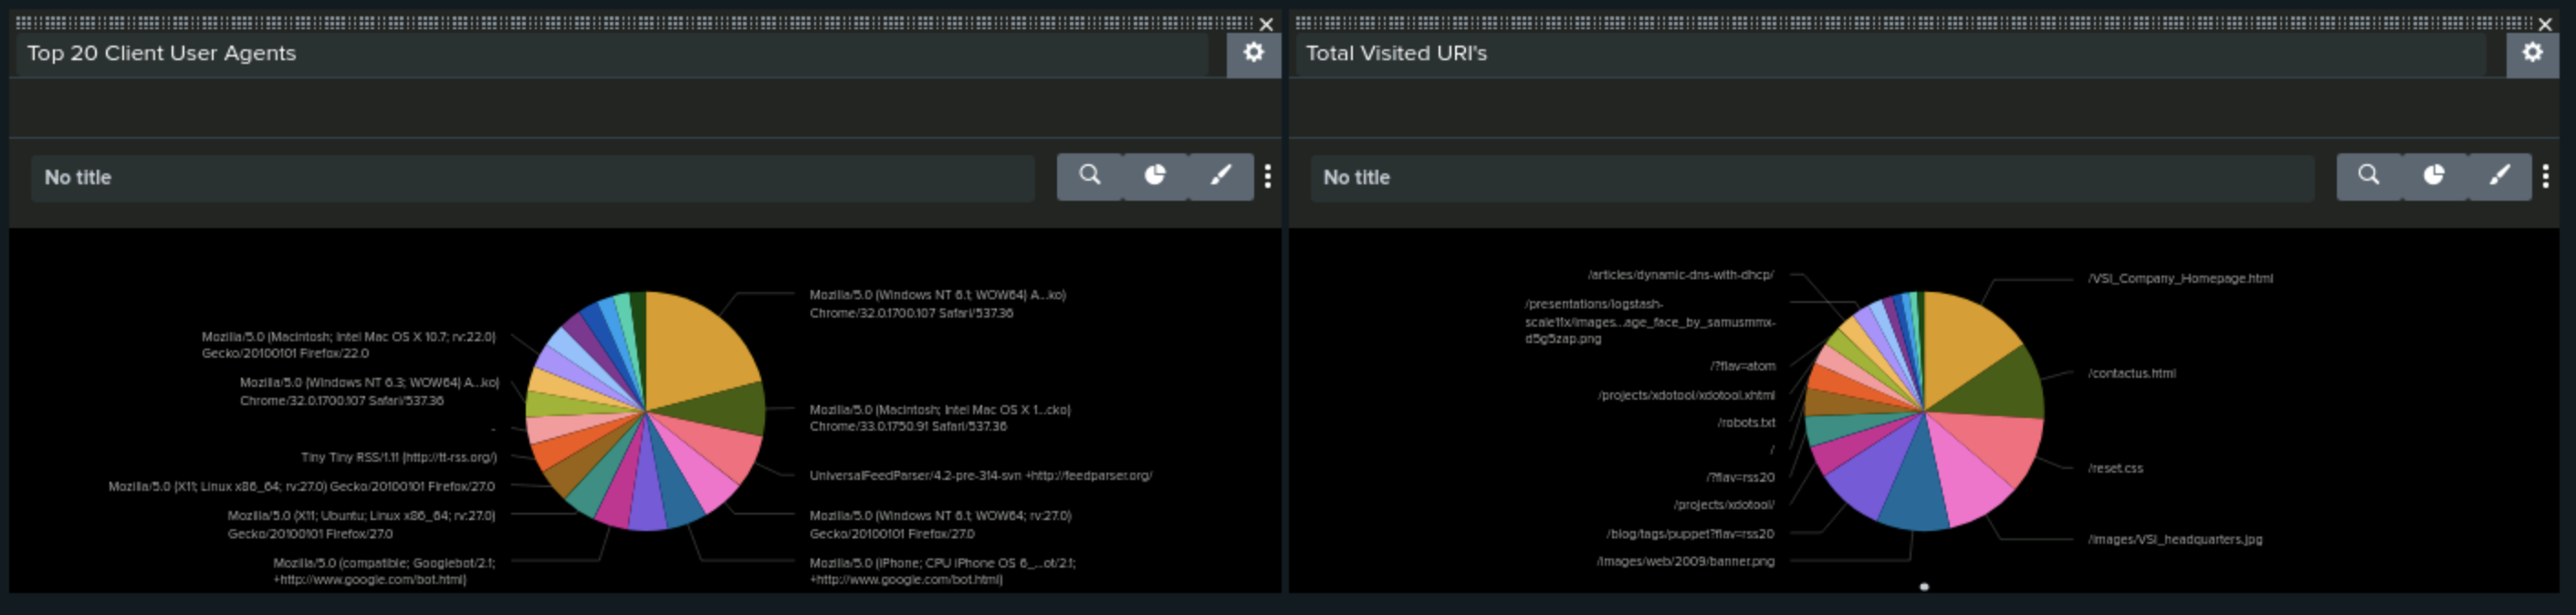 Top 20 Client User Agents
No title
Mozilla/5.0 (Windows NT 6.1; WOW64) A...ko)
Chrome/32.0.1700.107 Safari/537.36
Mozilla/5.0 (Macintosh; Intel Mac OS X 1...cko)
Chrome/33.0.1750.91 Safari/537.36
UniversalFeedParser/4.2-pre-314-svn +http://feedparser.org/
Mozilla/5.0 (Windows NT 6.1; WOW64; rv:27.0)
Gecko/20100101 Firefox/27.0
Mozilla/5.0 (iPhone; CPU iPhone OS 6_...ot/2.1;
+http://www.google.com/bot.html)
Mozilla/5.0 (Macintosh; Intel Mac OS X 10.7; rv:22.0)
Gecko/20100101 Firefox/22.0
Mozilla/5.0 (Windows NT 6.3; WOW64) A...ko)
Chrome/32.0.1700.107 Safari/537.36
-
Tiny Tiny RSS/1.11 (http://tt-rss.org/)
Mozilla/5.0 (X11; Linux x86_64; rv:27.0) Gecko/20100101 Firefox/27.0
Mozilla/5.0 (X11; Ubuntu; Linux x86_64; rv:27.0)
Gecko/20100101 Firefox/27.0
Mozilla/5.0 (compatible; Googlebot/2.1;
+http://www.google.com/bot.html)
Total Visited URI's
No title
/VSI_Company_Homepage.html
/contactus.html
/reset.css
/images/VSI_headquarters.jpg
/articles/dynamic-dns-with-dhcp/
/presentations/logstash-
scale11x/images...age_face_by_samusmmx-
d5g5zap.png
/?flav=atom
/projects/xdotool/xdotool.xhtml
/robots.txt
/
/?flav=rss20
/projects/xdotool/
/blog/tags/puppet?flav=rss20
/images/web/2009/banner.png